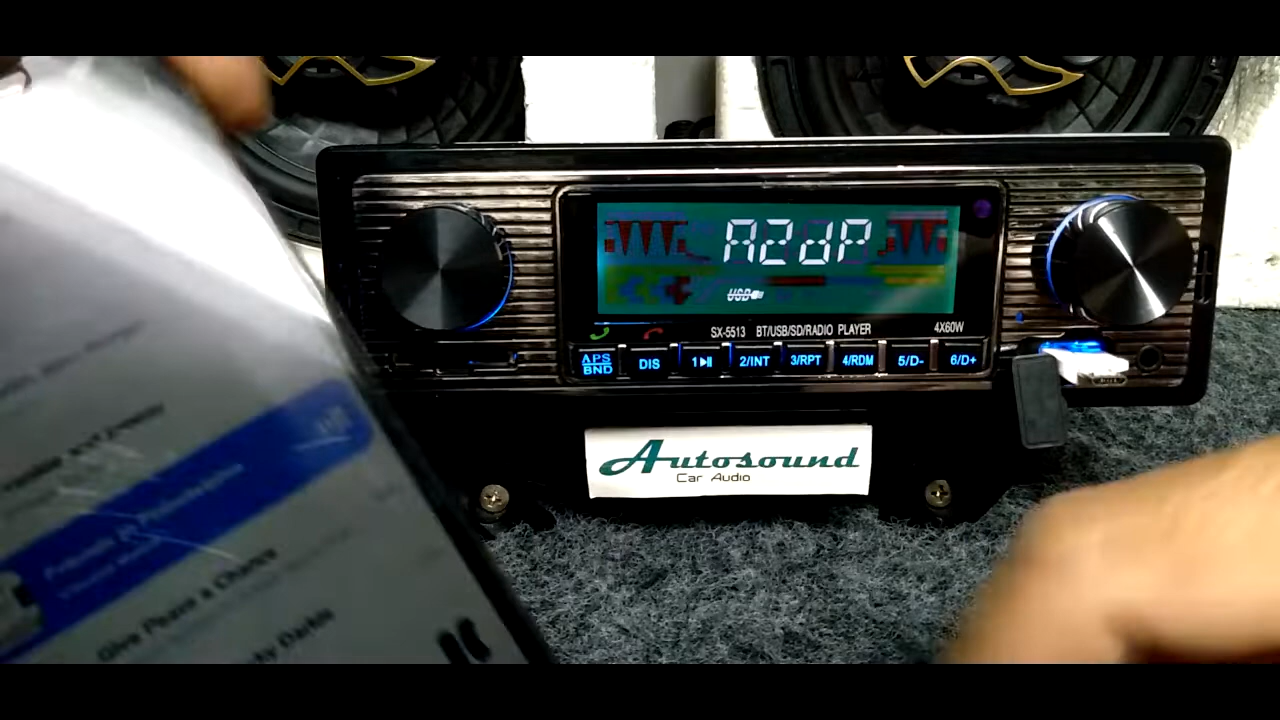 A2dP
USB
SX-5513 BT/USB/SD/RADIO PLAYER 4X60W
APS
BND
DIS
1
2/INT
3/RPT
4/RDM
5/D-
6/D+
AUX
Autosound
Car Audio
Give Peace a Chance